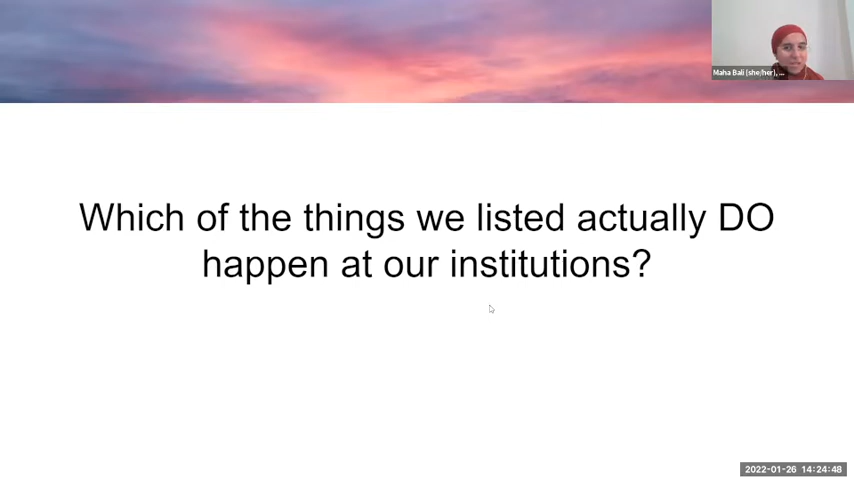 Maha Bali (she/her), ...
Which of the things we listed actually DO
happen at our institutions?
2022-01-26 14:24:48